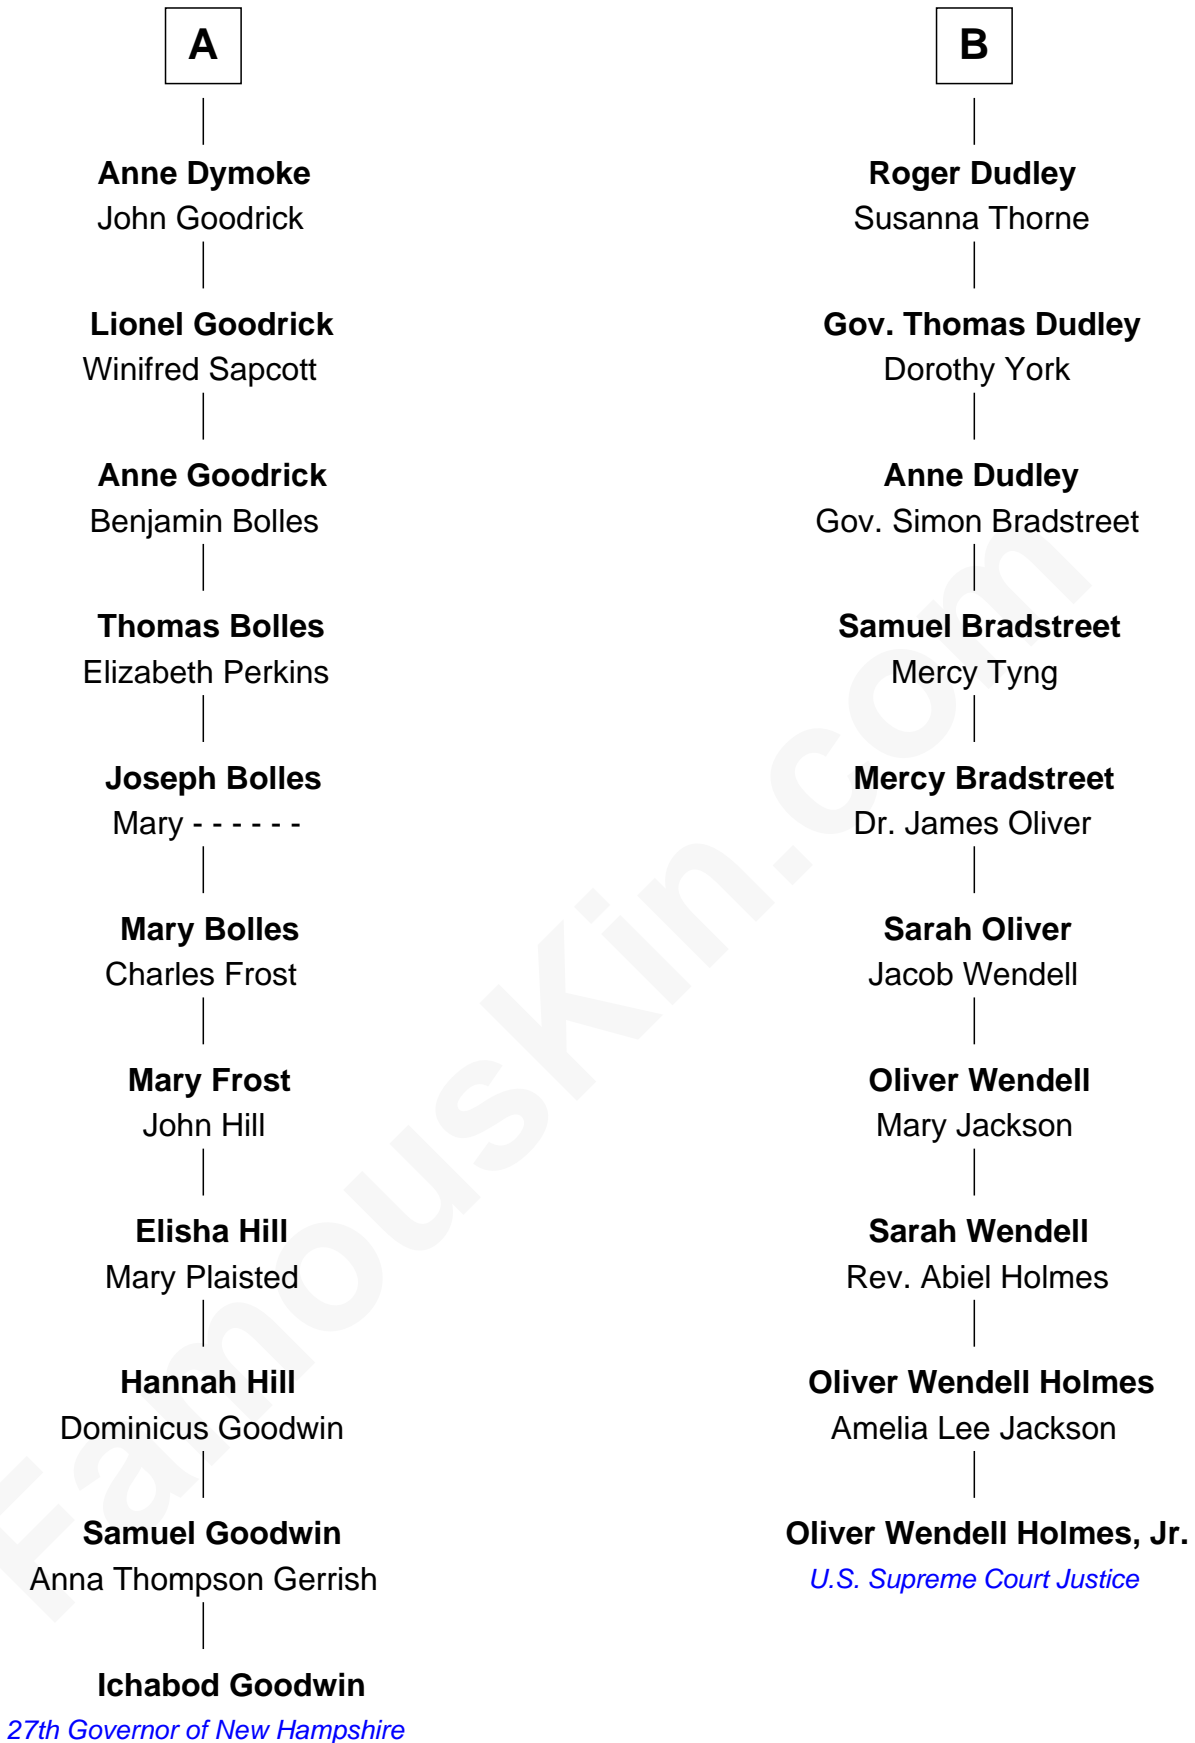 A
Anne Dymoke
John Goodrick
Lionel Goodrick
Winifred Sapcott
Anne Goodrick
Benjamin Bolles
Thomas Bolles
Elizabeth Perkins
Joseph Bolles
Mary - - - - - -
Mary Bolles
Charles Frost
Mary Frost
John Hill
Elisha Hill
Mary Plaisted
Hannah Hill
Dominicus Goodwin
Samuel Goodwin
Anna Thompson Gerrish
Ichabod Goodwin
27th Governor of New Hampshire
B
Roger Dudley
Susanna Thorne
Gov. Thomas Dudley
Dorothy York
Anne Dudley
Gov. Simon Bradstreet
Samuel Bradstreet
Mercy Tyng
Mercy Bradstreet
Dr. James Oliver
Sarah Oliver
Jacob Wendell
Oliver Wendell
Mary Jackson
Sarah Wendell
Rev. Abiel Holmes
Oliver Wendell Holmes
Amelia Lee Jackson
Oliver Wendell Holmes, Jr.
U.S. Supreme Court Justice
FamousKin.com